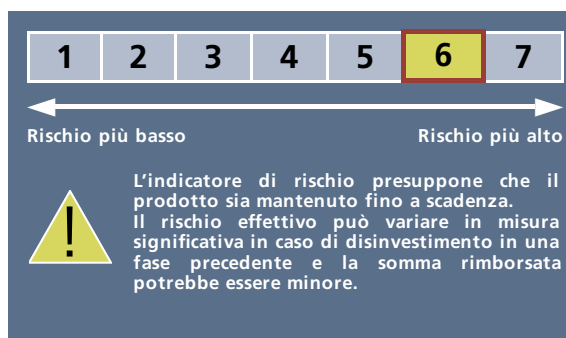 1 2 3 4 5 6 7
Rischio più basso Rischio più alto
L'indicatore di rischio presuppone che il
prodotto sia mantenuto fino a scadenza.
Il rischio effettivo può variare in misura
significativa in caso di disinvestimento in una
fase precedente e la somma rimborsata
potrebbe essere minore.
!